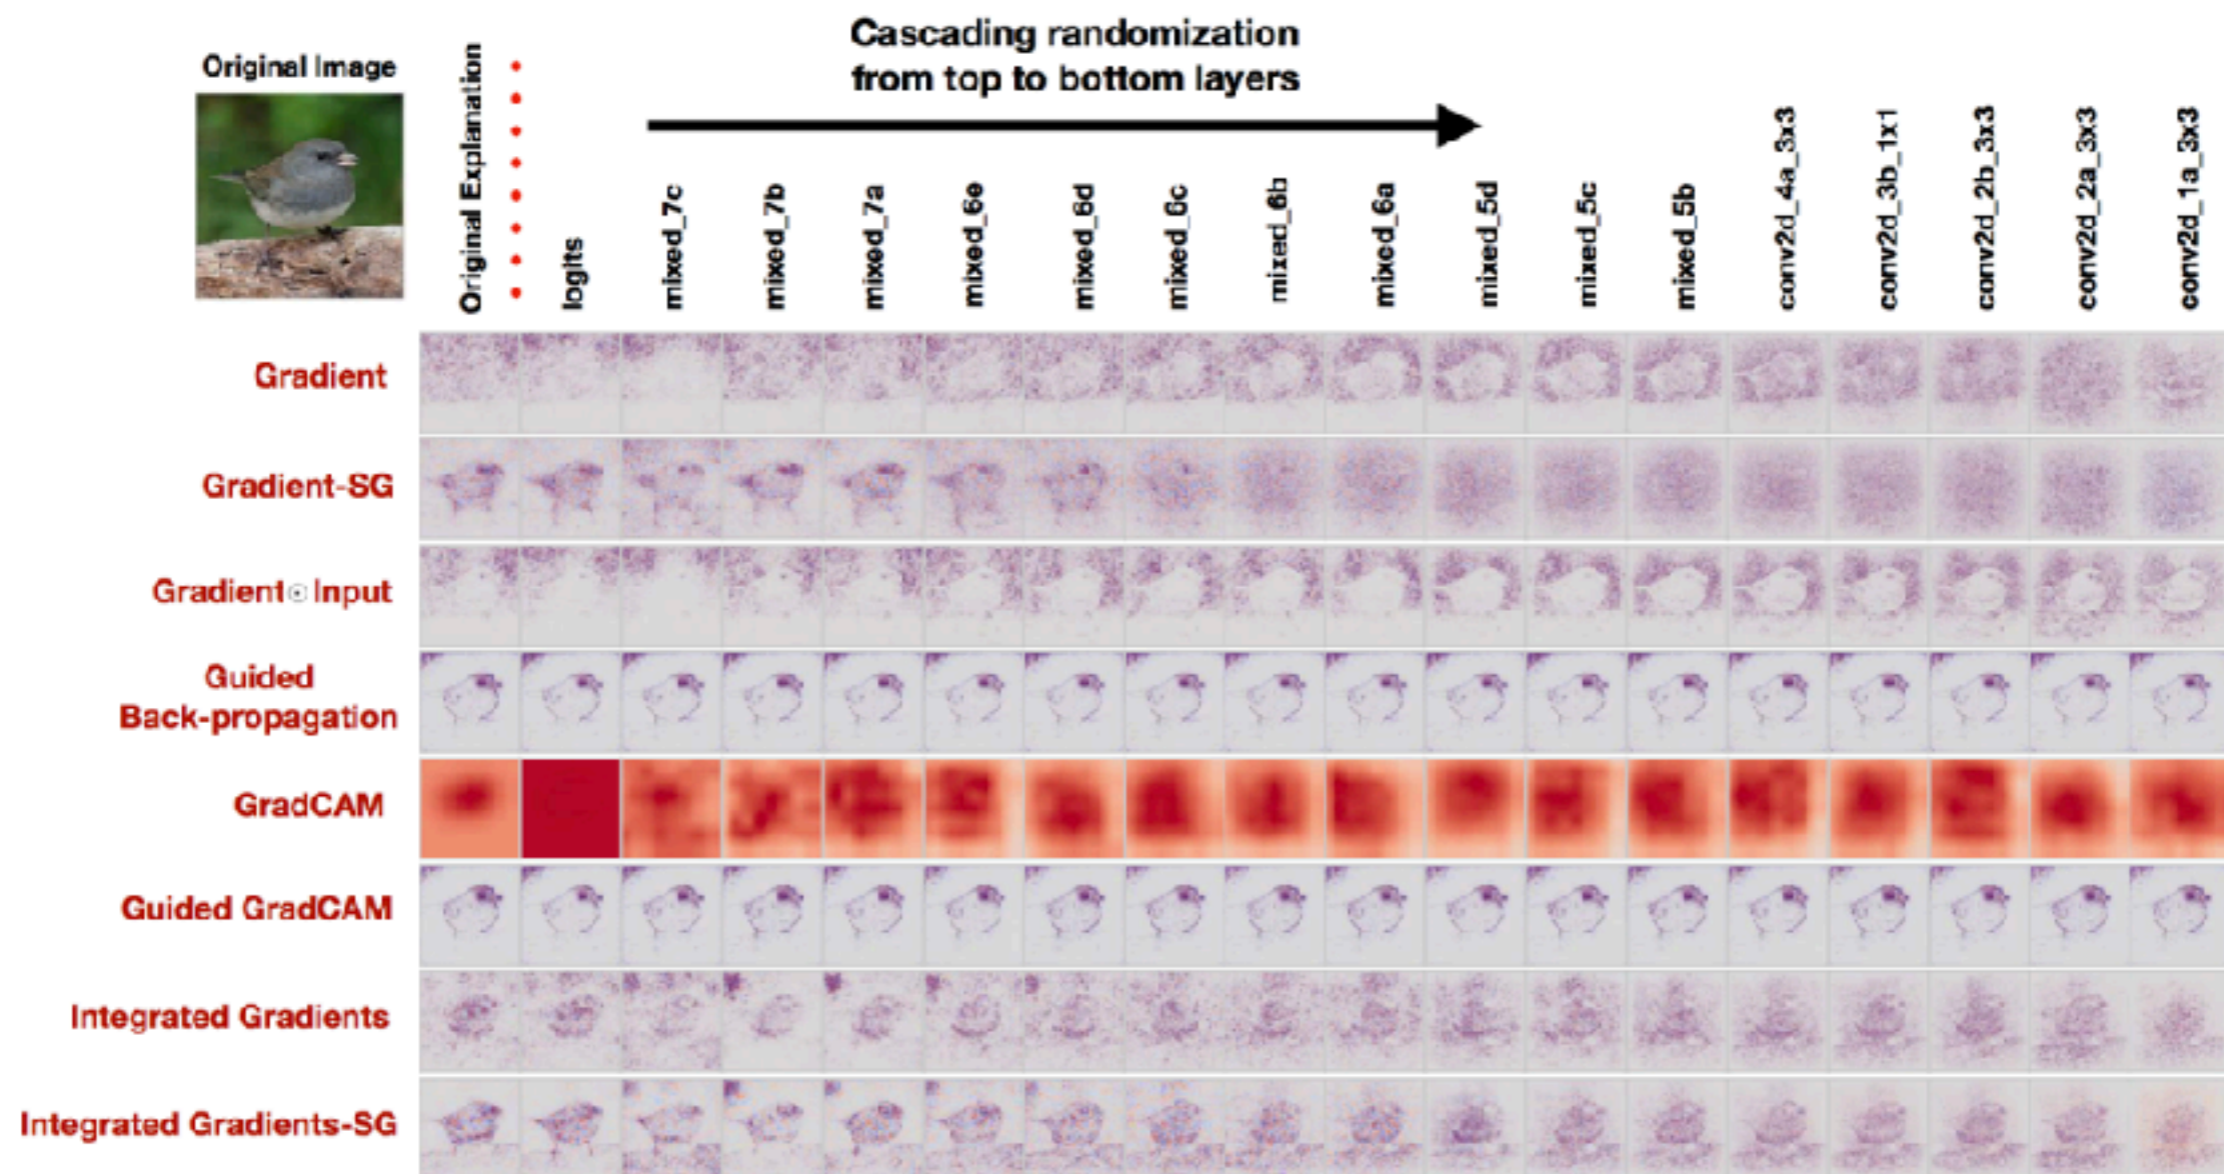 Cascading randomization
from top to bottom layers
Original Image
Original Explanation
logits
mixed_7c
mixed_7b
mixed_7a
mixed_6e
mixed_6d
mixed_6c
mixed_6b
mixed_6a
mixed_5d
mixed_5c
mixed_5b
conv2d_4a_3x3
conv2d_3b_1x1
conv2d_2b_3x3
conv2d_2a_3x3
conv2d_1a_3x3
Gradient
Gradient-SG
Gradient⊙Input
Guided
Back-propagation
GradCAM
Guided GradCAM
Integrated Gradients
Integrated Gradients-SG